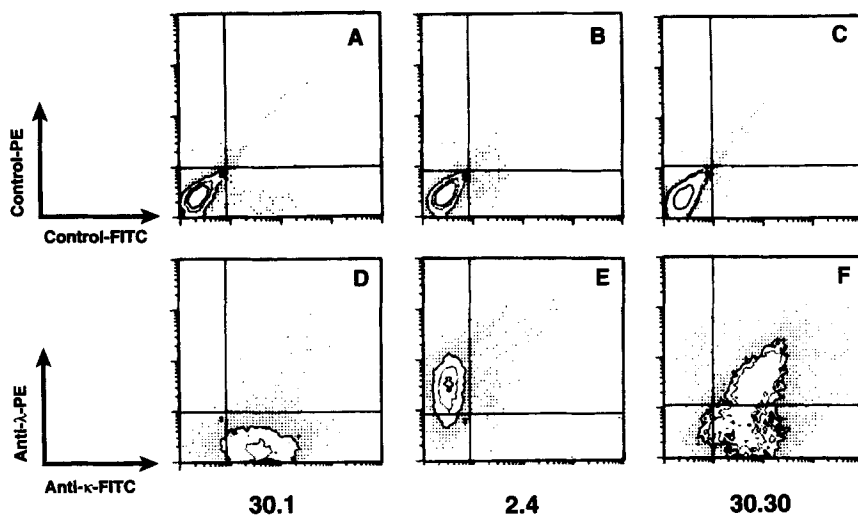 A
B
C
Control-PE
Control-FITC
D
E
F
Anti-λ-PE
Anti-κ-FITC
30.1
2.4
30.30